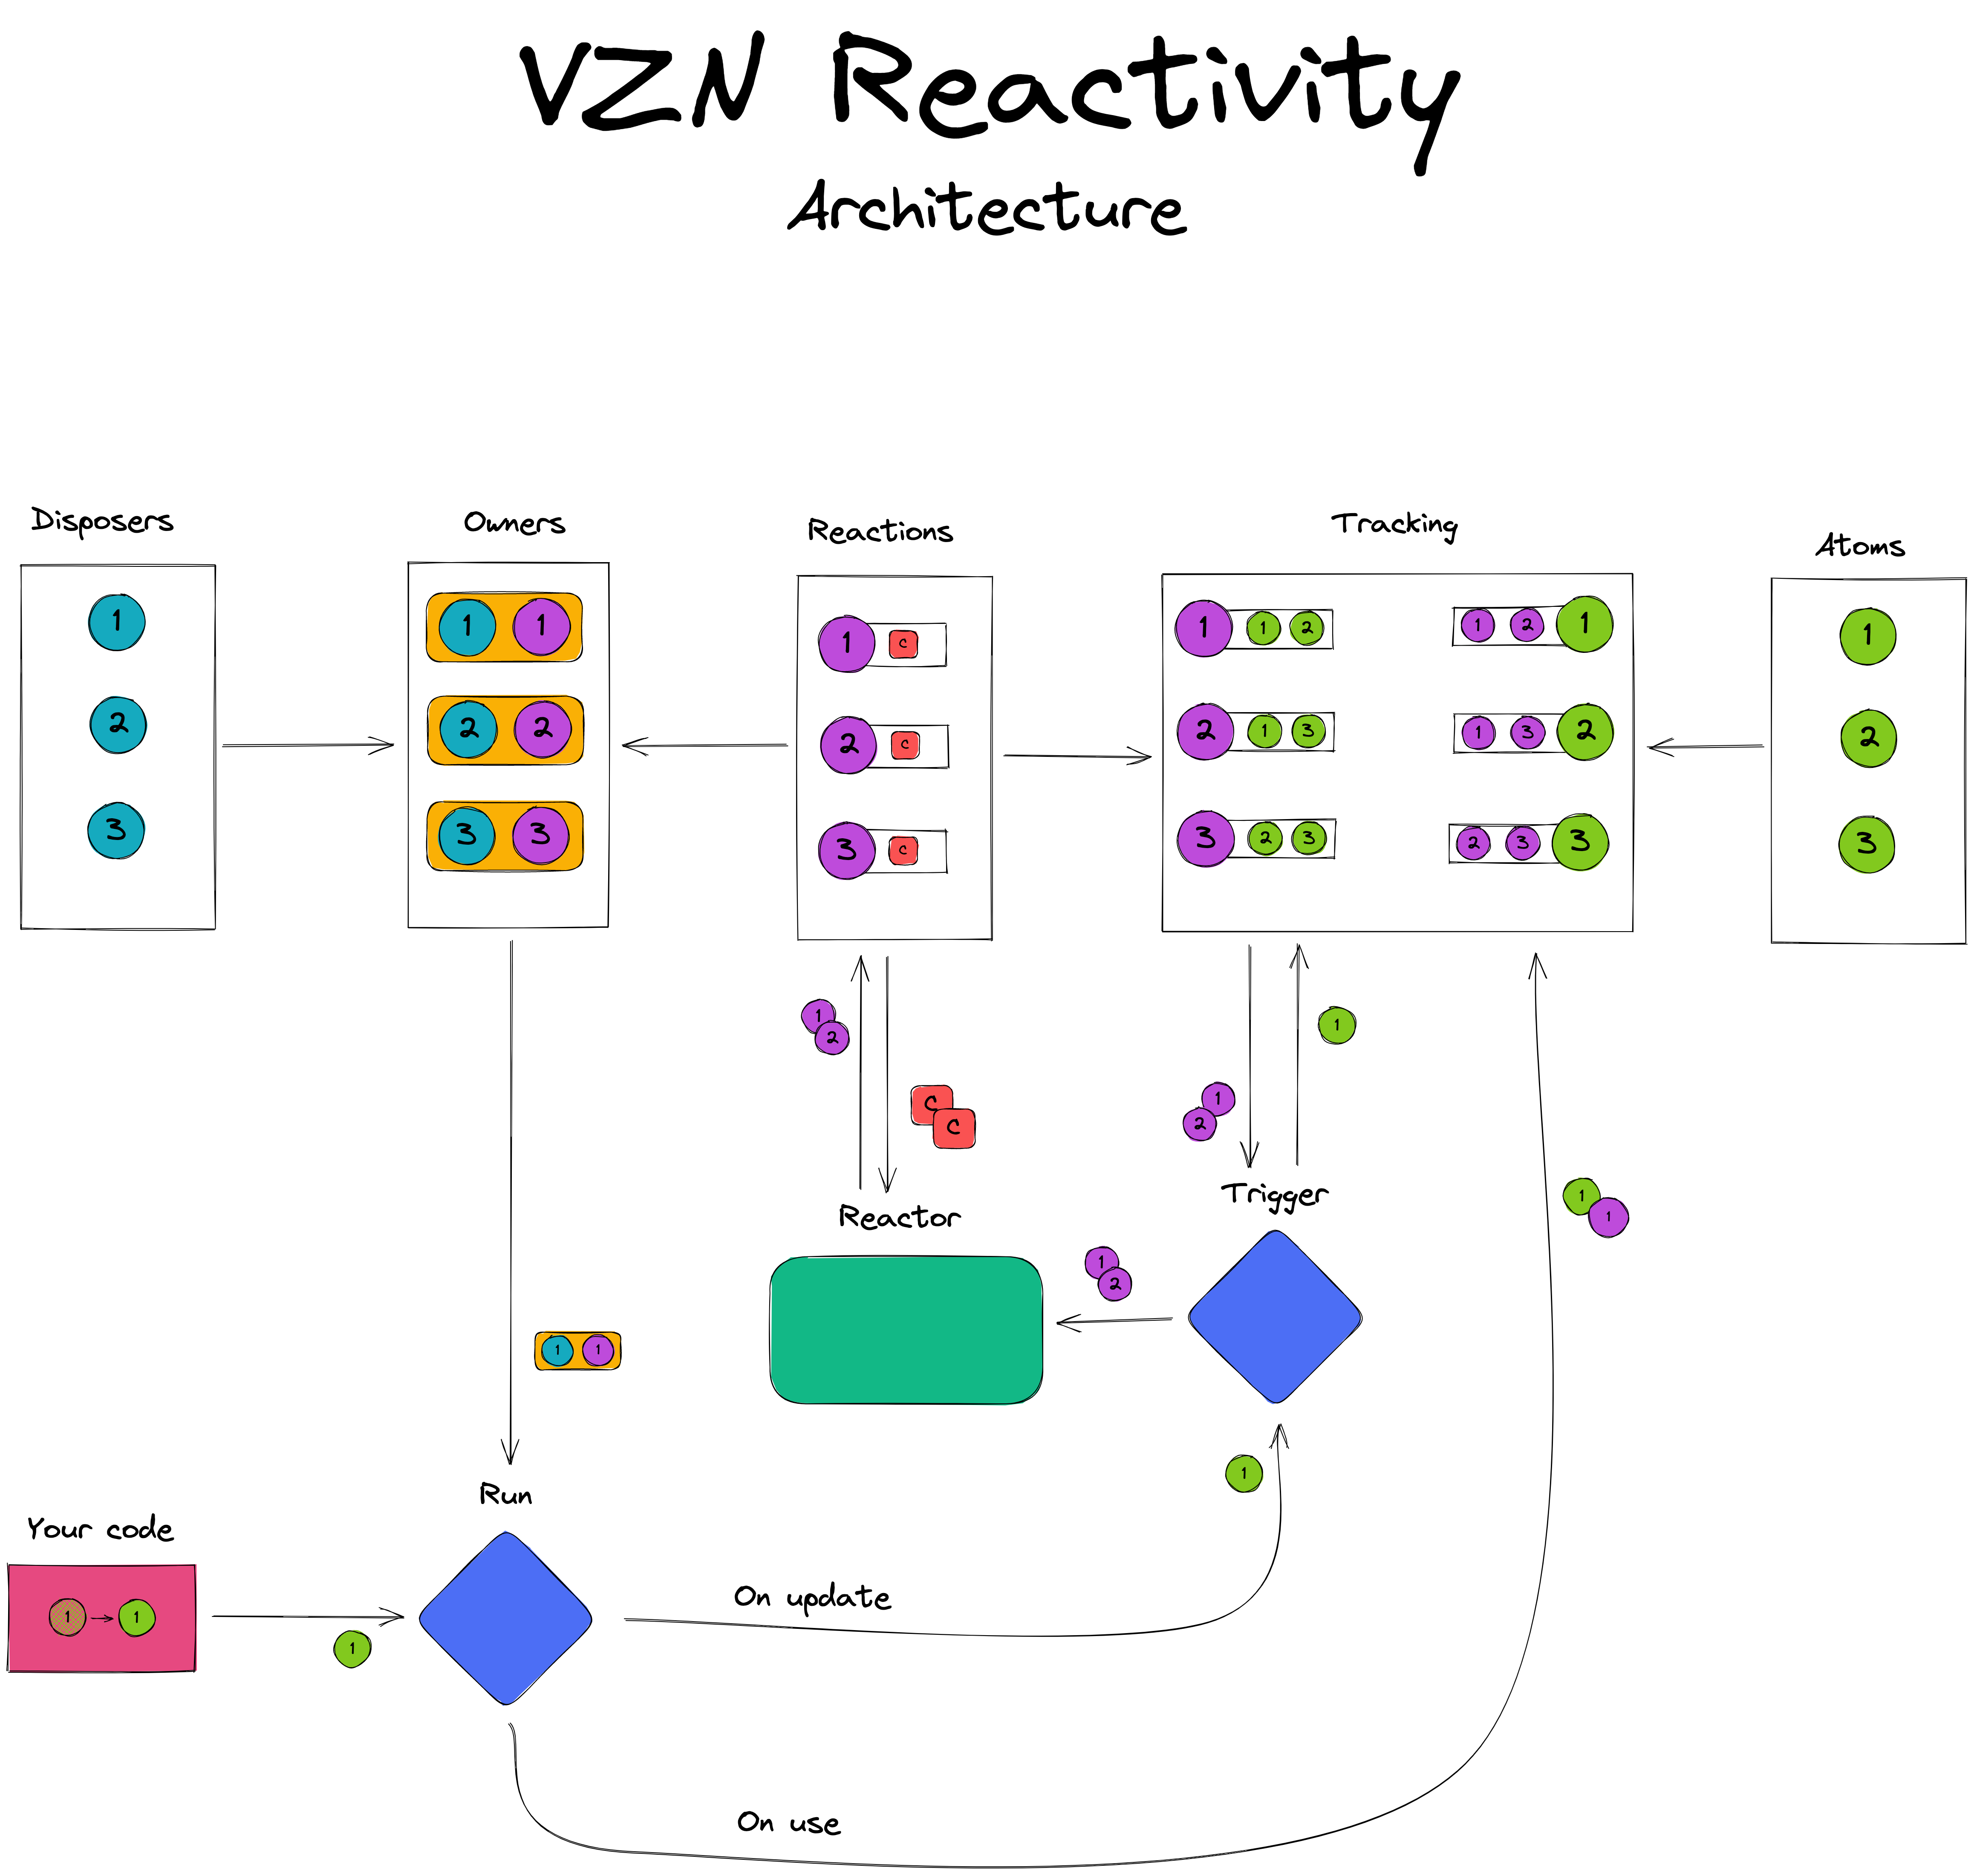 VZN Reactivity
Architecture
Disposers
Owners
Reactions
Tracking
Atoms
1
2
3
1 1
2 2
3 3
1 c
2 c
3 c
1 1 2
2 1 3
3 2 3
1 2 1
1 3 2
2 3 3
1
2
3
1
2
c
c
1
1
2
Reactor
Trigger
1
2
1
1
1 1
1
Run
Your code
1 1
1
On update
On use